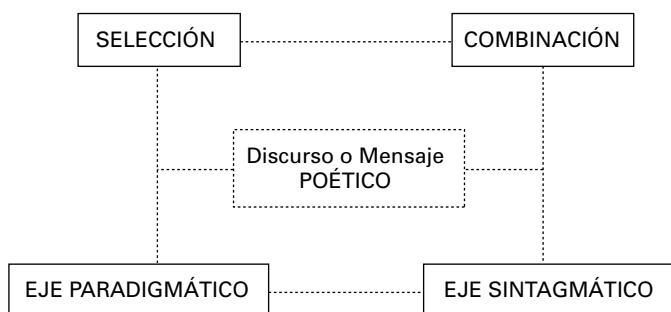 SELECCIÓN
COMBINACIÓN
Discurso o Mensaje
POÉTICO
EJE PARADIGMÁTICO
EJE SINTAGMÁTICO